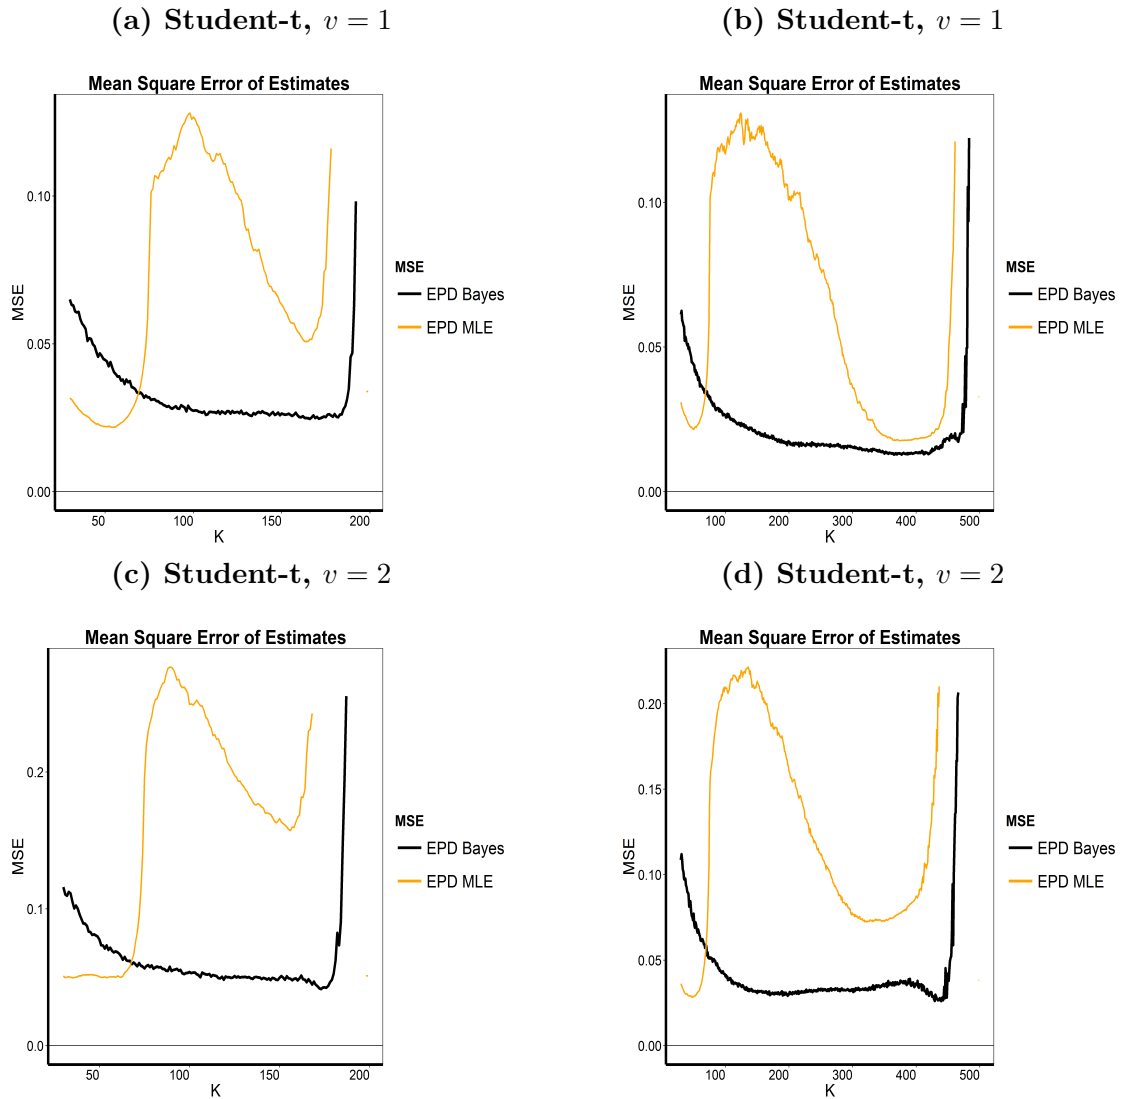 (a) Student-t, v = 1
Mean Square Error of Estimates
0.10
0.05
0.00
MSE
50 100 150 200
K
MSE
EPD Bayes
EPD MLE
(b) Student-t, v = 1
Mean Square Error of Estimates
0.10
0.05
0.00
MSE
100 200 300 400 500
K
MSE
EPD Bayes
EPD MLE
(c) Student-t, v = 2
Mean Square Error of Estimates
0.2
0.1
0.0
MSE
50 100 150 200
K
MSE
EPD Bayes
EPD MLE
(d) Student-t, v = 2
Mean Square Error of Estimates
0.20
0.15
0.10
0.05
0.00
MSE
100 200 300 400 500
K
MSE
EPD Bayes
EPD MLE